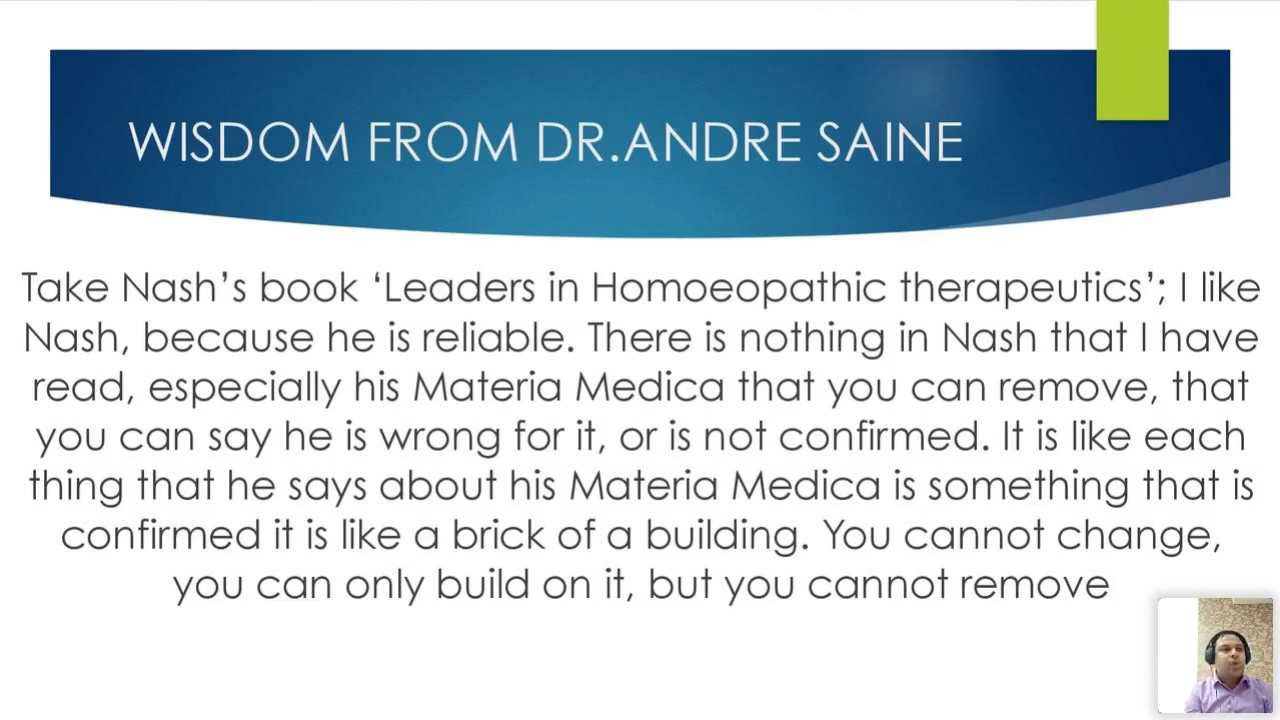 WISDOM FROM DR.ANDRE SAINE
Take Nash’s book ‘Leaders in Homoeopathic therapeutics’; I like
Nash, because he is reliable. There is nothing in Nash that I have
read, especially his Materia Medica that you can remove, that
you can say he is wrong for it, or is not confirmed. It is like each
thing that he says about his Materia Medica is something that is
confirmed it is like a brick of a building. You cannot change,
you can only build on it, but you cannot remove